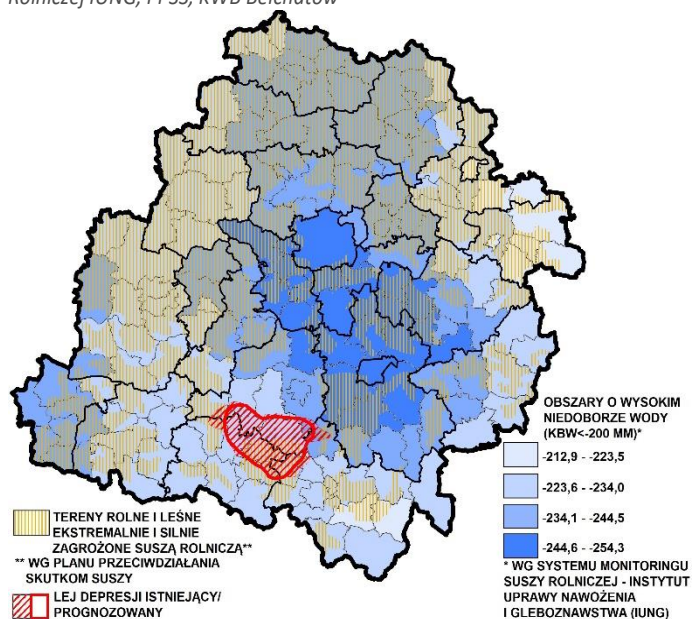 Rolniczej IUNG, PPSS, KWB Bełchatów
OBSZARY O WYSOKIM
NIEDOBORZE WODY
(KBW<-200 MM)*
-212,9 - -223,5
-223,6 - -234,0
-234,1 - -244,5
-244,6 - -254,3
* WG SYSTEMU MONITORINGU
SUSZY ROLNICZEJ - INSTYTUT
UPRAWY NAWOŻENIA
I GLEBOZNAWSTWA (IUNG)
TERENY ROLNE I LEŚNE
EKSTREMALNIE I SILNIE
ZAGROŻONE SUSZĄ ROLNICZĄ**
** WG PLANU PRZECIWDZIAŁANIA
SKUTKOM SUSZY
LEJ DEPRESJI ISTNIEJĄCY/
PROGNOZOWANY